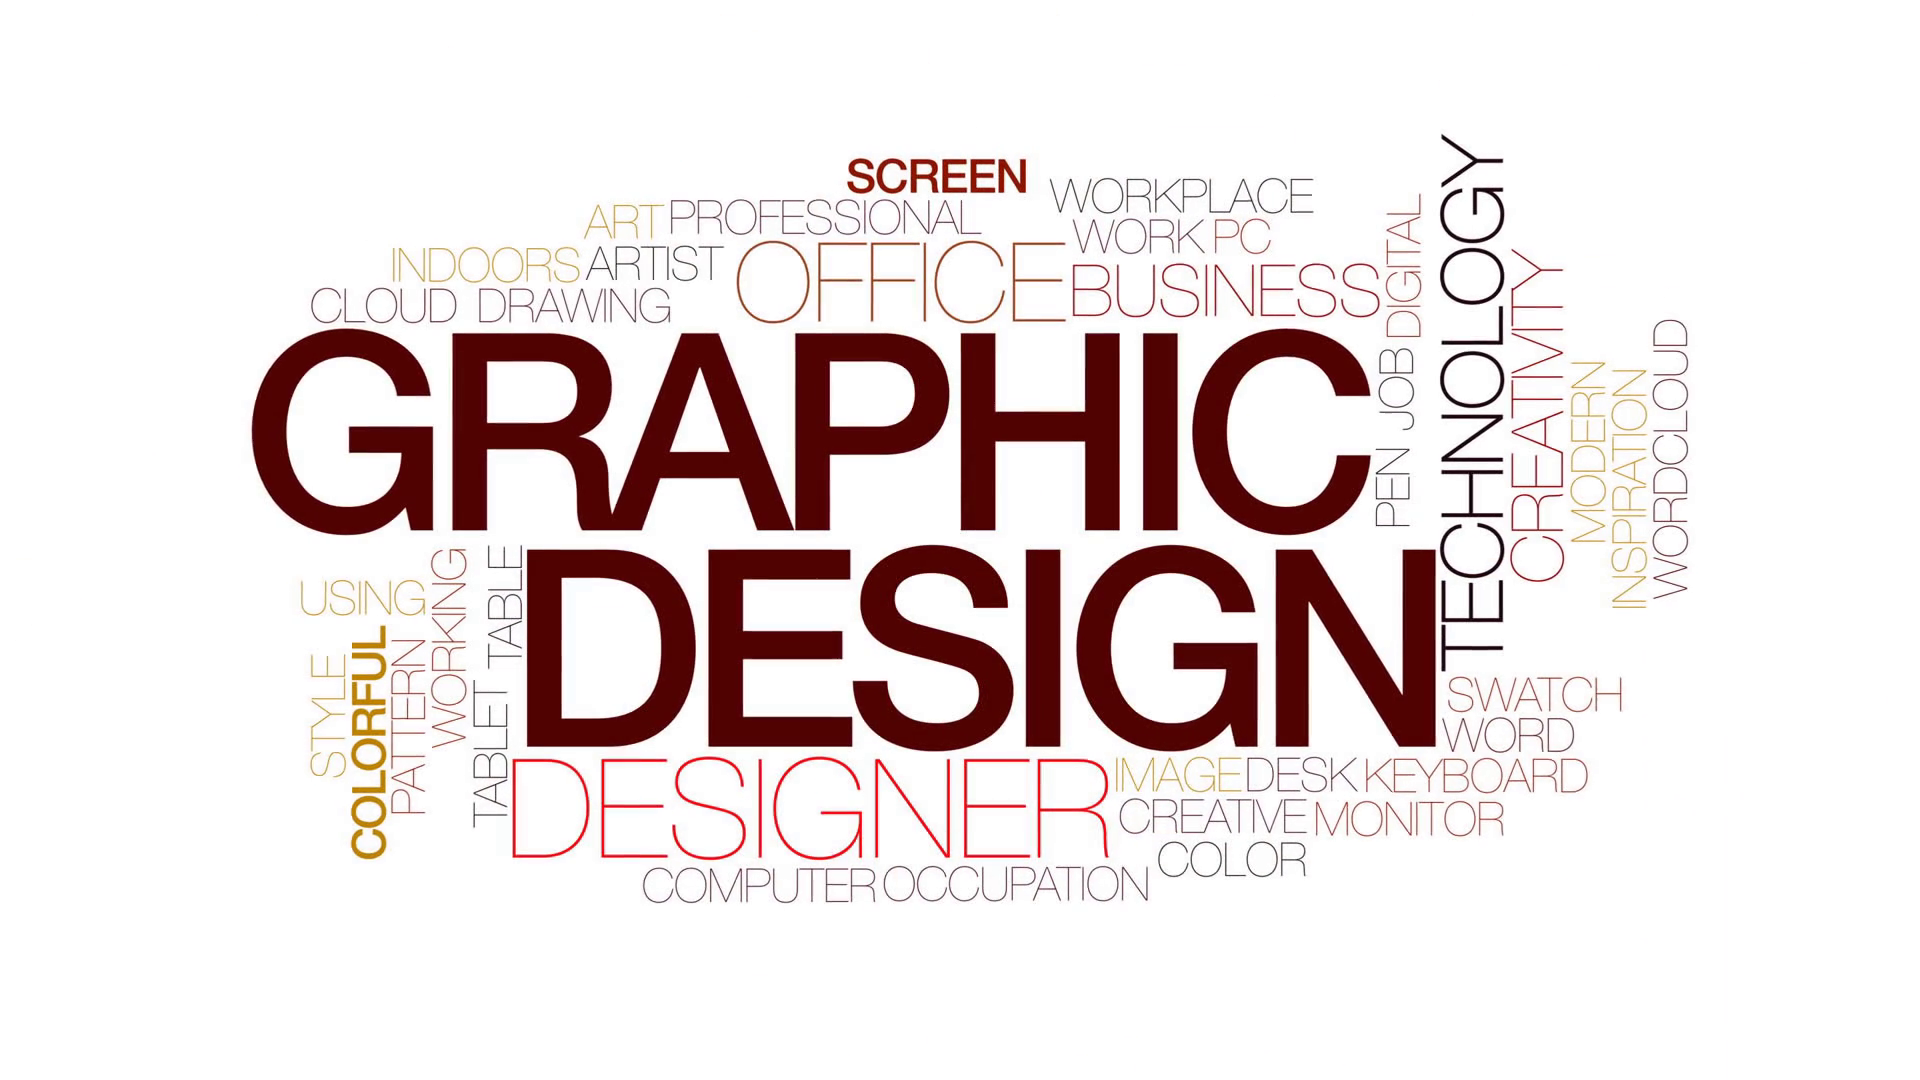 SCREEN
WORKPLACE
ART PROFESSIONAL
WORK PC
INDOORS ARTIST
OFFICE
BUSINESS
CLOUD DRAWING
GRAPHIC
DIGITAL
JOB
PEN
TECHNOLOGY
CREATIVITY
MODERN
INSPIRATION
WORDCLOUD
DESIGN
USING
STYLE
COLORFUL
PATTERN
WORKING
TABLE
TABLET
SWATCH
WORD
DESIGNER
IMAGE DESK KEYBOARD
CREATIVE MONITOR
COLOR
COMPUTER OCCUPATION